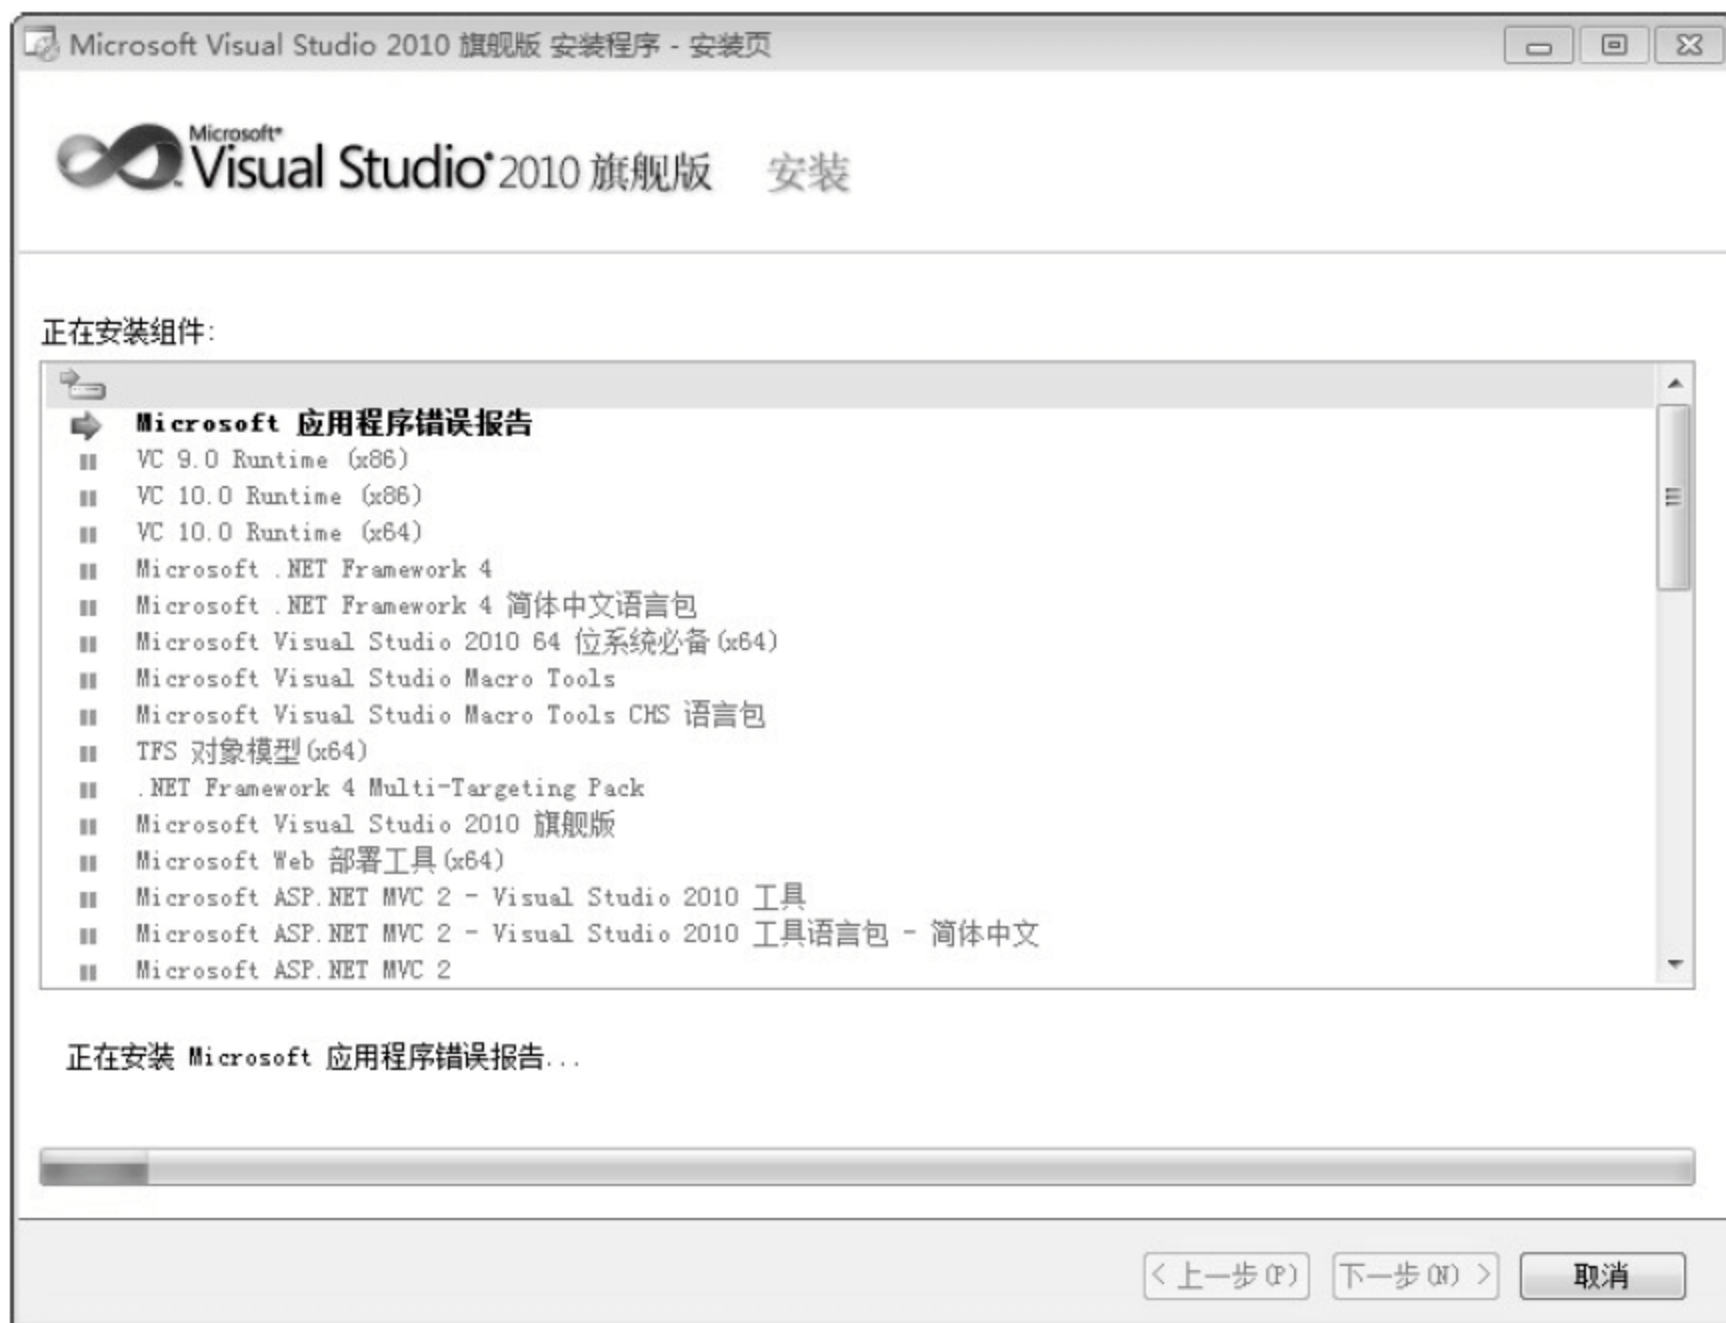 Microsoft Visual Studio 2010 旗舰版 安装程序 - 安装页
Microsoft®
Visual Studio® 2010 旗舰版 安装
正在安装组件:
Microsoft 应用程序错误报告
VC 9.0 Runtime (x86)
VC 10.0 Runtime (x86)
VC 10.0 Runtime (x64)
Microsoft .NET Framework 4
Microsoft .NET Framework 4 简体中文语言包
Microsoft Visual Studio 2010 64 位系统必备(x64)
Microsoft Visual Studio Macro Tools
Microsoft Visual Studio Macro Tools CHS 语言包
TFS 对象模型(x64)
.NET Framework 4 Multi-Targeting Pack
Microsoft Visual Studio 2010 旗舰版
Microsoft Web 部署工具(x64)
Microsoft ASP.NET MVC 2 - Visual Studio 2010 工具
Microsoft ASP.NET MVC 2 - Visual Studio 2010 工具语言包 - 简体中文
Microsoft ASP.NET MVC 2
正在安装 Microsoft 应用程序错误报告...
< 上一步(P) 下一步(N) > 取消